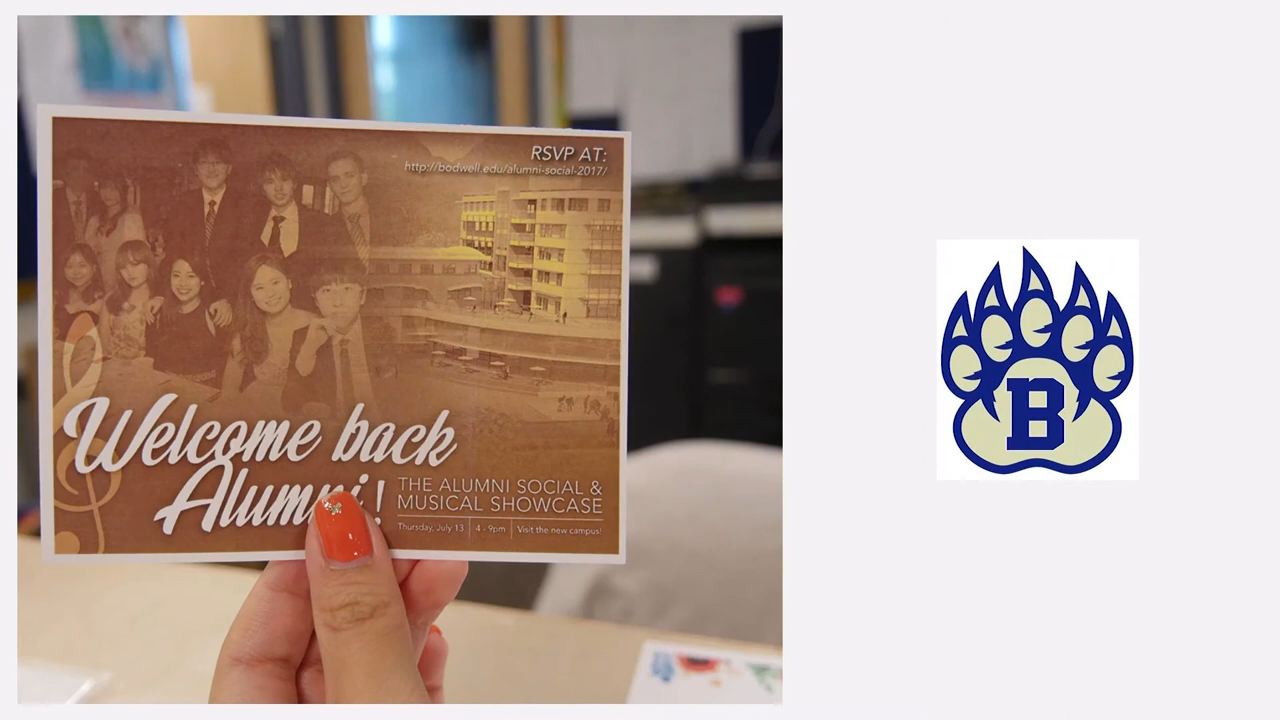 RSVP AT:
http://bodwell.edu/alumni-social-2017/
Welcome back
Alumni!
THE ALUMNI SOCIAL &
MUSICAL SHOWCASE
Thursday, July 13 | 4 - 9pm | Visit the new campus!
B